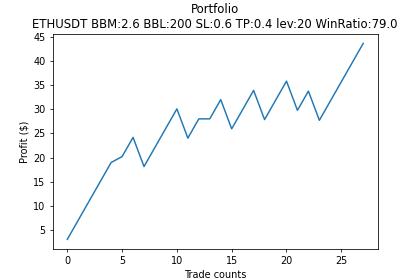 Portfolio
ETHUSDT BBM:2.6 BBL:200 SL:0.6 TP:0.4 lev:20 WinRatio:79.0
45
40
35
30
25
20
15
10
5
Profit ($)
0 5 10 15 20 25
Trade counts